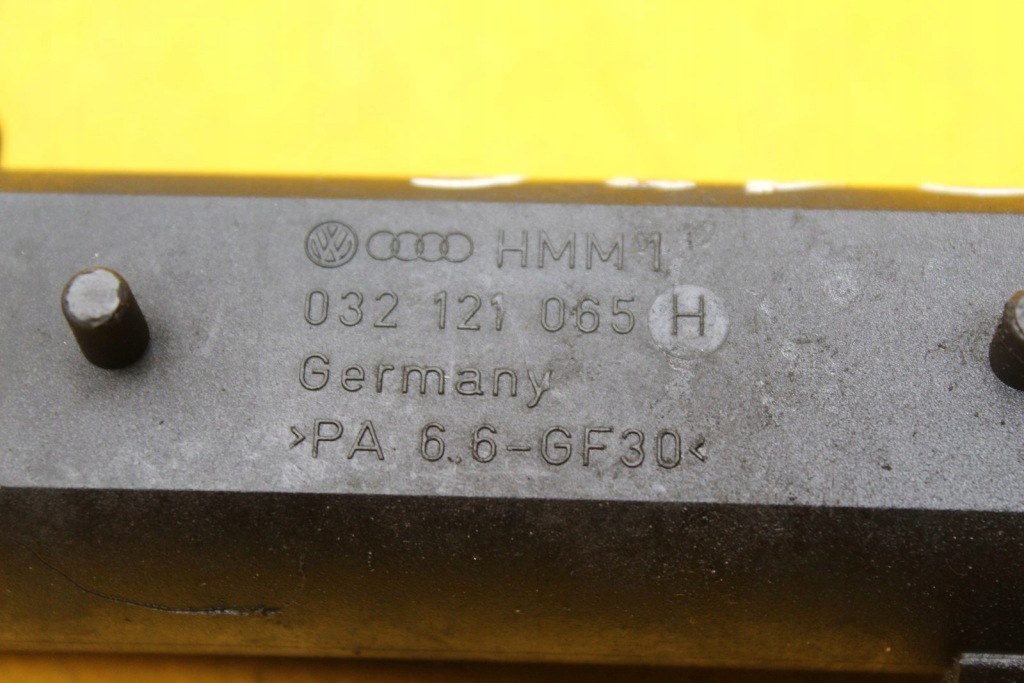 HMM 1
032 121 065 H
Germany
>PA 6.6-GF30<